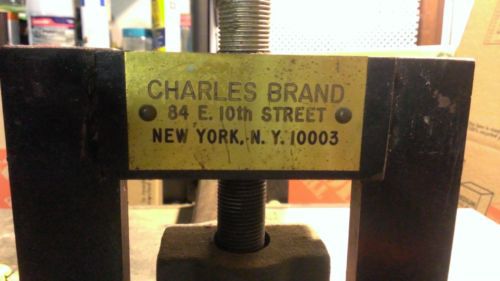 CHARLES BRAND
84 E. 10th STREET
NEW YORK, N. Y. 10003